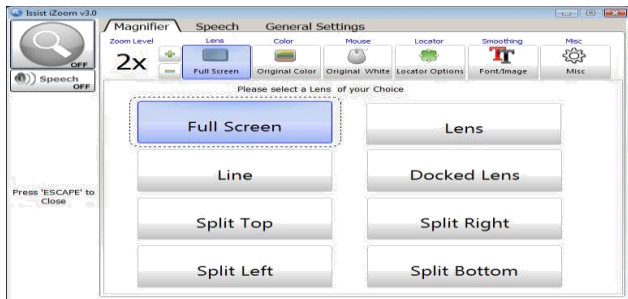 Issist iZoom v3.0
Magnifier Speech General Settings
OFF
Speech
OFF
Press 'ESCAPE' to
Close
Zoom Level Lens Color Mouse Locator Smoothing Misc
2x
Full Screen Original Color Original White Locator Options Font/Image Misc
Please select a Lens of your Choice
Full Screen Lens
Line Docked Lens
Split Top Split Right
Split Left Split Bottom